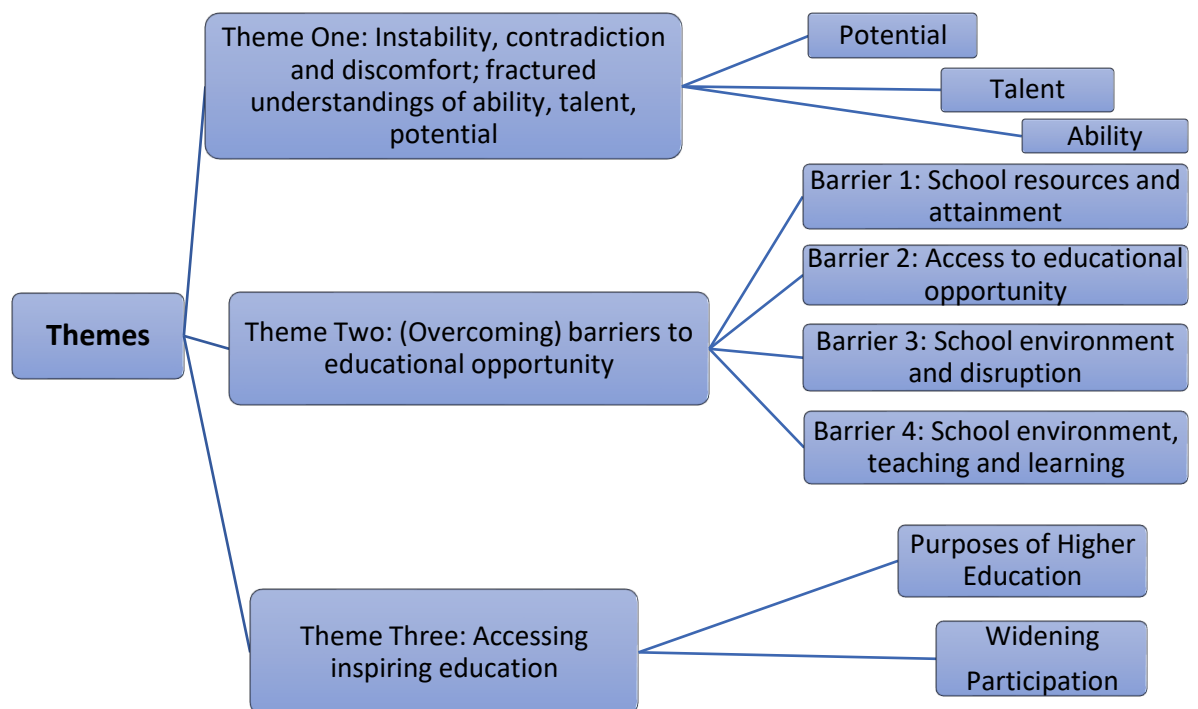 Themes
Theme One: Instability, contradiction
and discomfort; fractured
understandings of ability, talent,
potential
Potential
Talent
Ability
Theme Two: (Overcoming) barriers to
educational opportunity
Barrier 1: School resources and
attainment
Barrier 2: Access to educational
opportunity
Barrier 3: School environment
and disruption
Barrier 4: School environment,
teaching and learning
Theme Three: Accessing
inspiring education
Purposes of Higher
Education
Widening
Participation